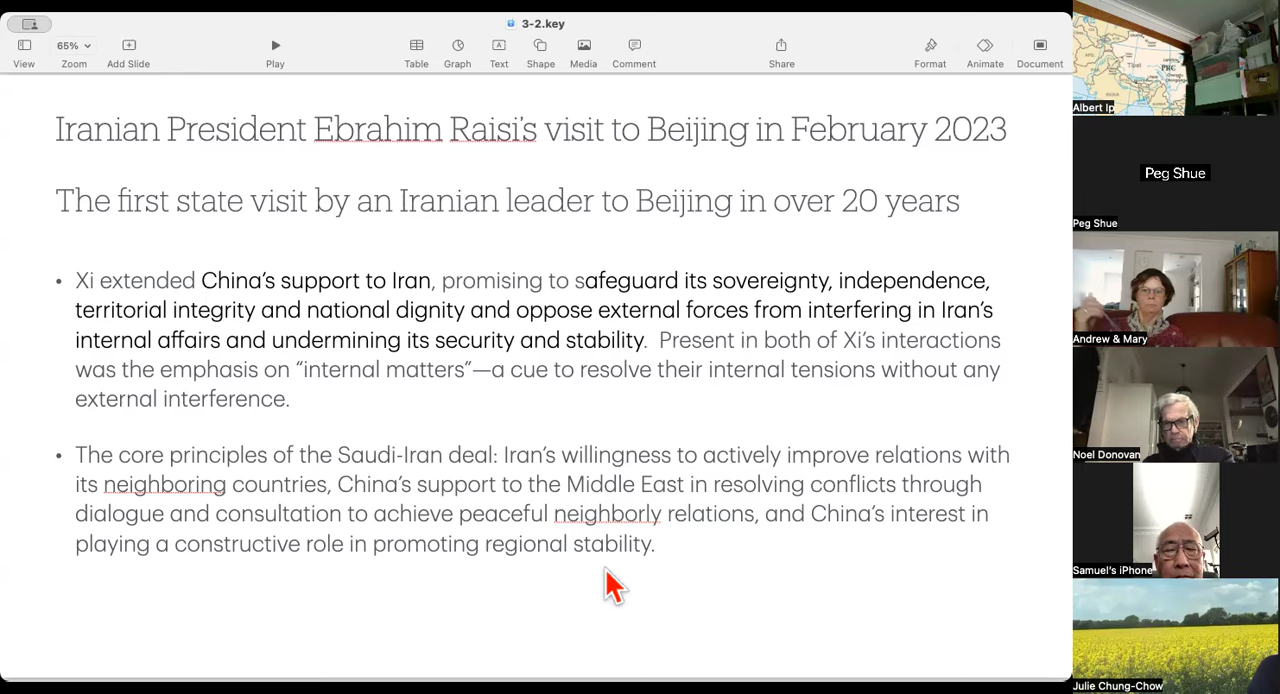 3-2.key
65%
View
Zoom
Add Slide
Play
Table
Graph
Text
Shape
Media
Comment
Share
Format
Animate
Document
Iranian President Ebrahim Raisi's visit to Beijing in February 2023
The first state visit by an Iranian leader to Beijing in over 20 years
• Xi extended China's support to Iran, promising to safeguard its sovereignty, independence,
territorial integrity and national dignity and oppose external forces from interfering in Iran's
internal affairs and undermining its security and stability. Present in both of Xi's interactions
was the emphasis on “internal matters”—a cue to resolve their internal tensions without any
external interference.
• The core principles of the Saudi-Iran deal: Iran's willingness to actively improve relations with
its neighboring countries, China's support to the Middle East in resolving conflicts through
dialogue and consultation to achieve peaceful neighborly relations, and China's interest in
playing a constructive role in promoting regional stability.
PRC
Albert Ip
Peg Shue
Peg Shue
Andrew & Mary
Noel Donovan
Samuel's iPhone
Julie Chung-Chow